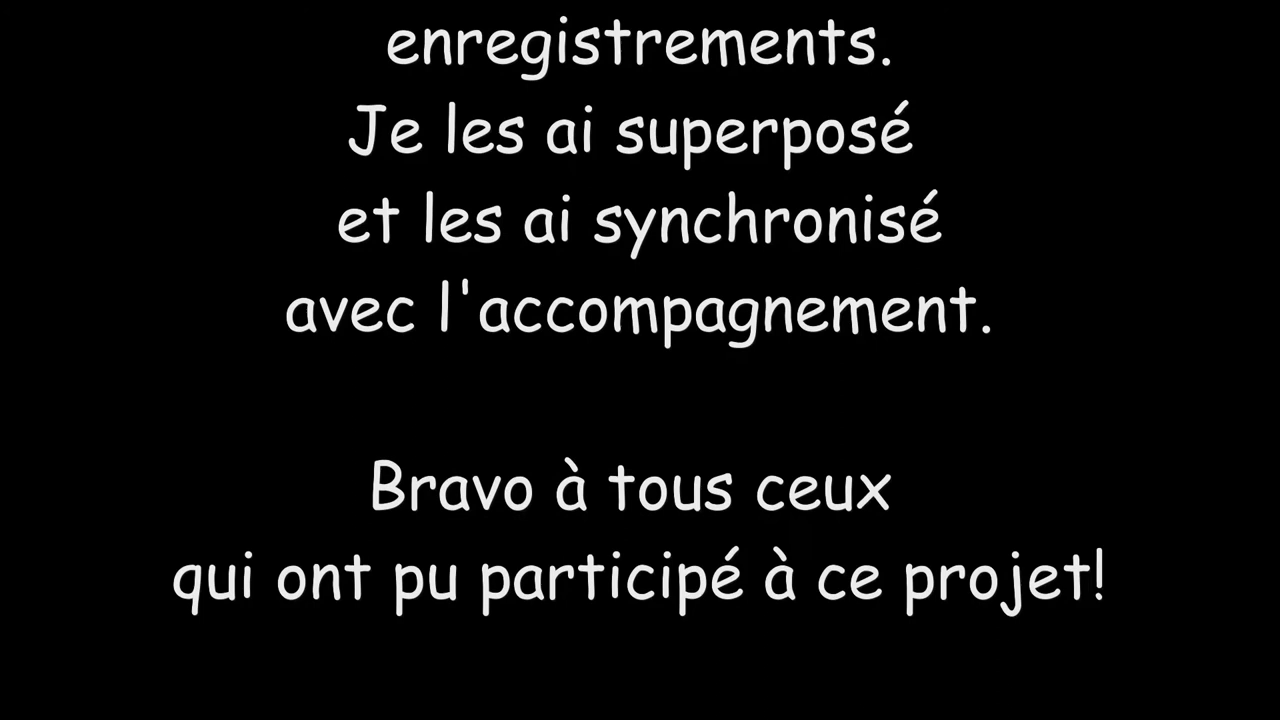 enregistrements.
Je les ai superposé
et les ai synchronisé
avec l'accompagnement.
Bravo à tous ceux
qui ont pu participé à ce projet!